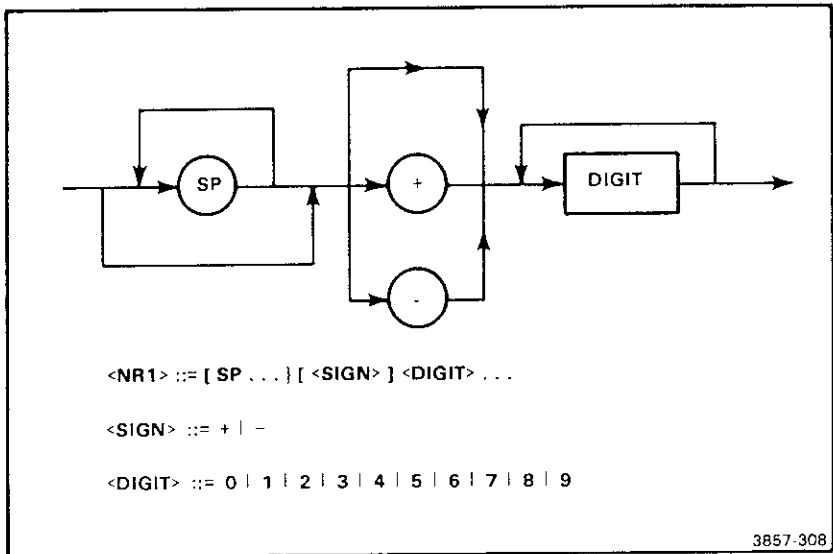 SP
+
DIGIT
-
<NR1> ::= [ SP . . . ] [ <SIGN> ] <DIGIT> . . .
<SIGN> ::= + | -
<DIGIT> ::= 0 | 1 | 2 | 3 | 4 | 5 | 6 | 7 | 8 | 9
3857-308